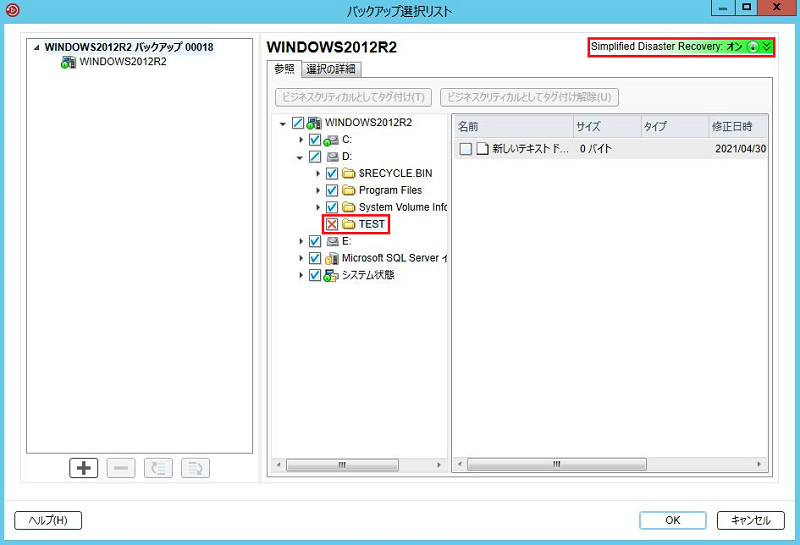 バックアップ選択リスト
WINDOWS2012R2 バックアップ 00018
WINDOWS2012R2
WINDOWS2012R2
Simplified Disaster Recovery: オン
参照
選択の詳細
ビジネスクリティカルとしてタグ付け(T)
ビジネスクリティカルとしてタグ付け解除(U)
WINDOWS2012R2
C:
D:
$RECYCLE.BIN
Program Files
System Volume Info
TEST
E:
Microsoft SQL Server イ
システム状態
名前
サイズ
タイプ
修正日時
新しいテキスト ド...
0 バイト
2021/04/30
ヘルプ(H)
OK
キャンセル